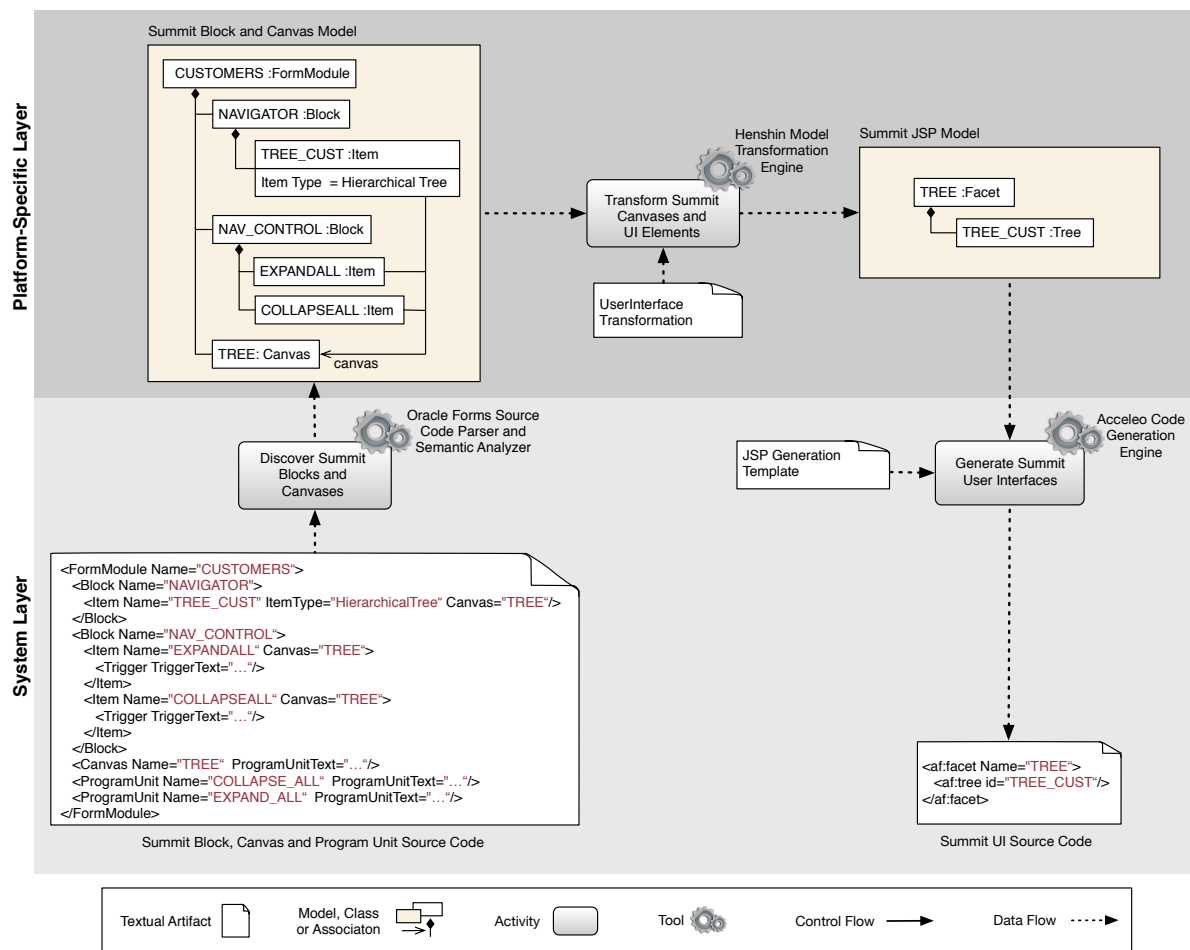 Platform-Specific Layer
Summit Block and Canvas Model
CUSTOMERS :FormModule
NAVIGATOR :Block
TREE_CUST :Item
Item Type  = Hierarchical Tree
NAV_CONTROL :Block
EXPANDALL :Item
COLLAPSEALL :Item
TREE: Canvas
canvas
Henshin Model
Transformation
Engine
Transform Summit
Canvases and
UI Elements
UserInterface
Transformation
Summit JSP Model
TREE :Facet
TREE_CUST :Tree
System Layer
Oracle Forms Source
Code Parser and
Semantic Analyzer
Discover Summit
Blocks and
Canvases
<FormModule Name="CUSTOMERS“>
<Block Name="NAVIGATOR">
<Item Name="TREE_CUST" ItemType="HierarchicalTree“ Canvas="TREE“/>
</Block>
<Block Name="NAV_CONTROL“>
<Item Name="EXPANDALL“ Canvas="TREE“>
<Trigger TriggerText="…“/>
</Item>
<Item Name="COLLAPSEALL“ Canvas="TREE“>
<Trigger TriggerText="…“/>
</Item>
</Block>
<Canvas Name="TREE“  ProgramUnitText="…“/>
<ProgramUnit Name="COLLAPSE_ALL“  ProgramUnitText="…“/>
<ProgramUnit Name="EXPAND_ALL“  ProgramUnitText="…“/>
</FormModule>
Summit Block, Canvas and Program Unit Source Code
Acceleo Code
Generation
Engine
JSP Generation
Template
Generate Summit
User Interfaces
<af:facet Name="TREE">
<af:tree id="TREE_CUST“/>
</af:facet>
Summit UI Source Code
Textual Artifact
Model, Class
or Associaton
Activity
Tool
Control Flow
Data Flow